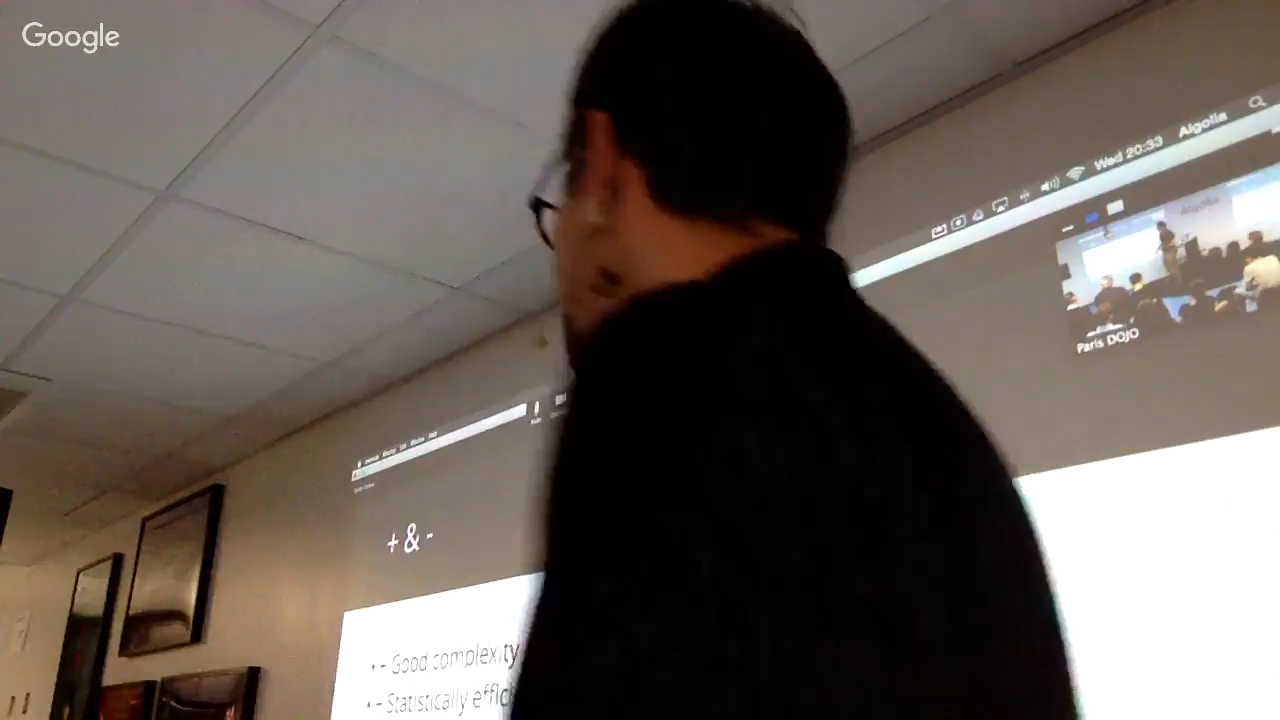 Google
Wed 20:33 Algolia
Paris DOJO
+ & -
• - Good complexity
• - Statistically effic